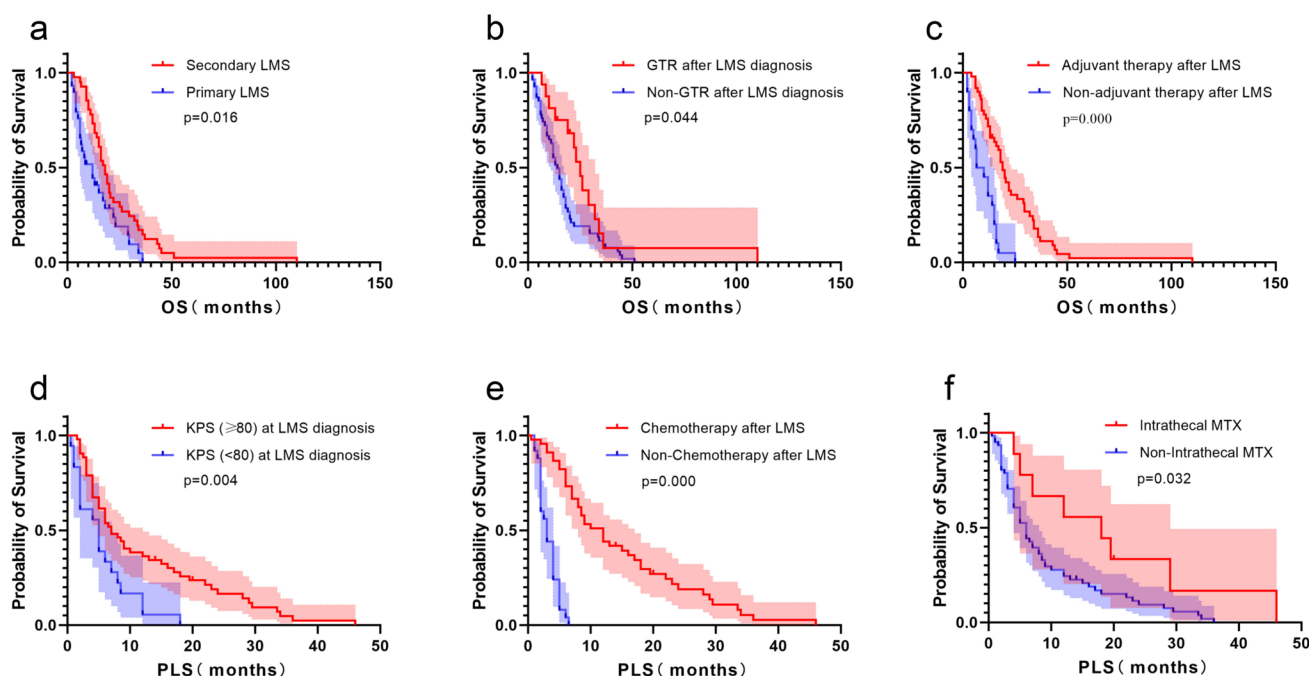 a
Secondary LMS
Primary LMS
p=0.016
Probability of Survival
1.0
0.5
0.0
0
50
100
150
OS( months)
b
GTR after LMS diagnosis
Non-GTR after LMS diagnosis
p=0.044
Probability of Survival
1.0
0.5
0.0
0
50
100
150
OS( months)
c
Adjuvant therapy after LMS
Non-adjuvant therapy after LMS
p=0.000
Probability of Survival
1.0
0.5
0.0
0
50
100
150
OS( months)
d
KPS (≥80) at LMS diagnosis
KPS (<80) at LMS diagnosis
p=0.004
Probability of Survival
1.0
0.5
0.0
0
10
20
30
40
50
PLS( months)
e
Chemotherapy after LMS
Non-Chemotherapy after LMS
p=0.000
Probability of Survival
1.0
0.5
0.0
0
10
20
30
40
50
PLS( months)
f
Intrathecal MTX
Non-Intrathecal MTX
p=0.032
Probability of Survival
1.0
0.5
0.0
0
10
20
30
40
50
PLS( months)